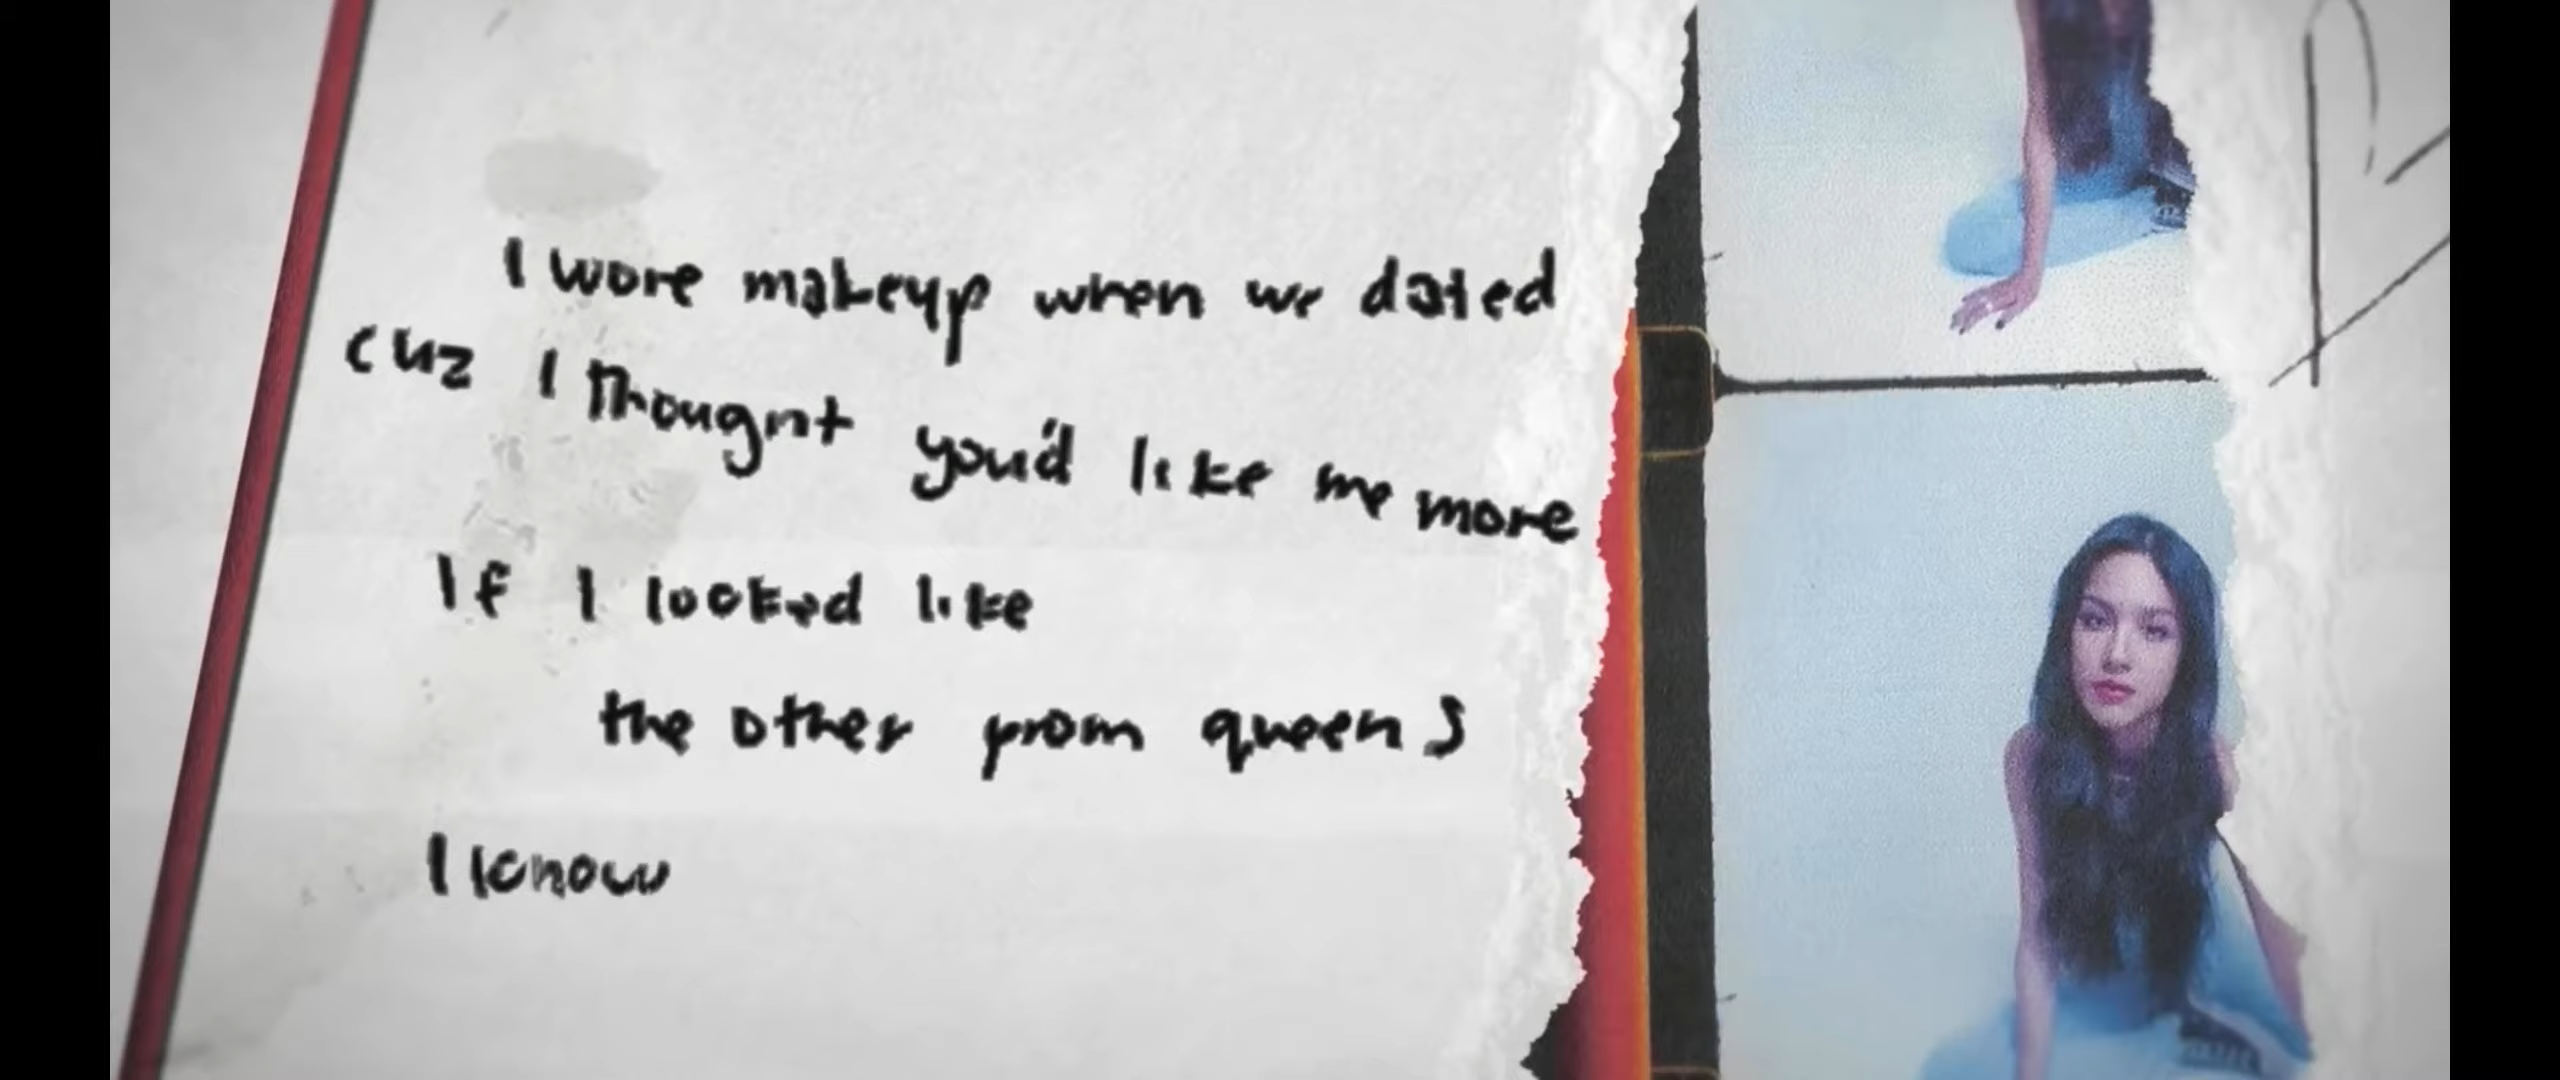 I wore makeup when we dated
cuz I thought you'd like me more
If I looked like
the other prom queens
I know